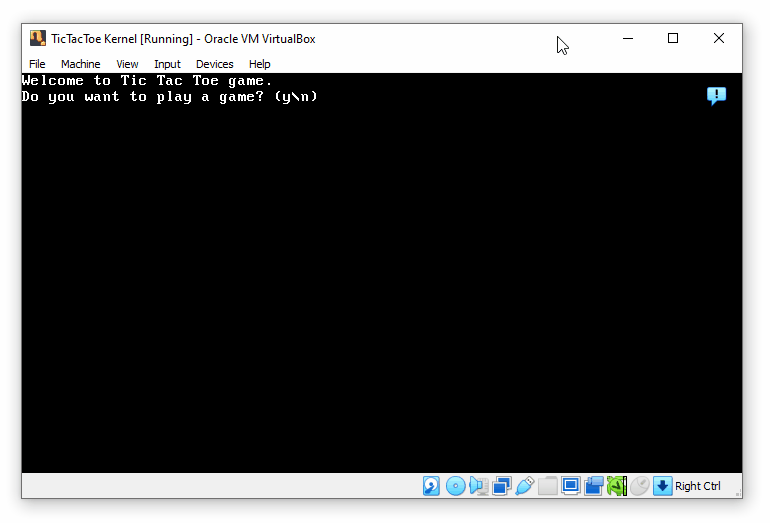 TicTacToe Kernel [Running] - Oracle VM VirtualBox
File Machine View Input Devices Help
Welcome to Tic Tac Toe game.
Do you want to play a game? (y\n)
Right Ctrl